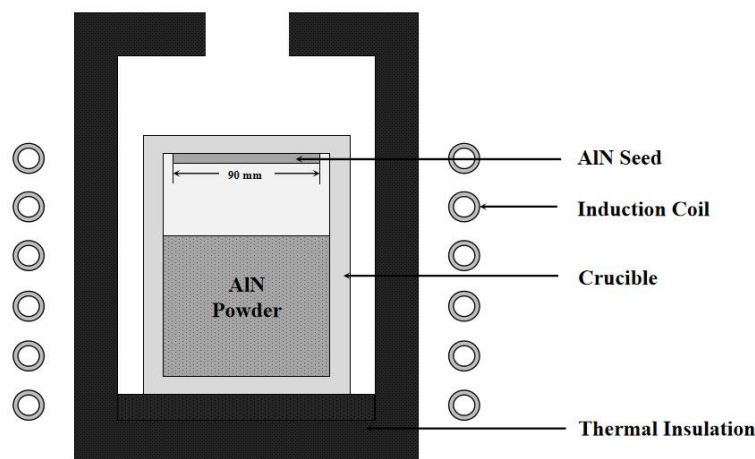 AlN Seed
90 mm
Induction Coil
Crucible
AlN
Powder
Thermal Insulation